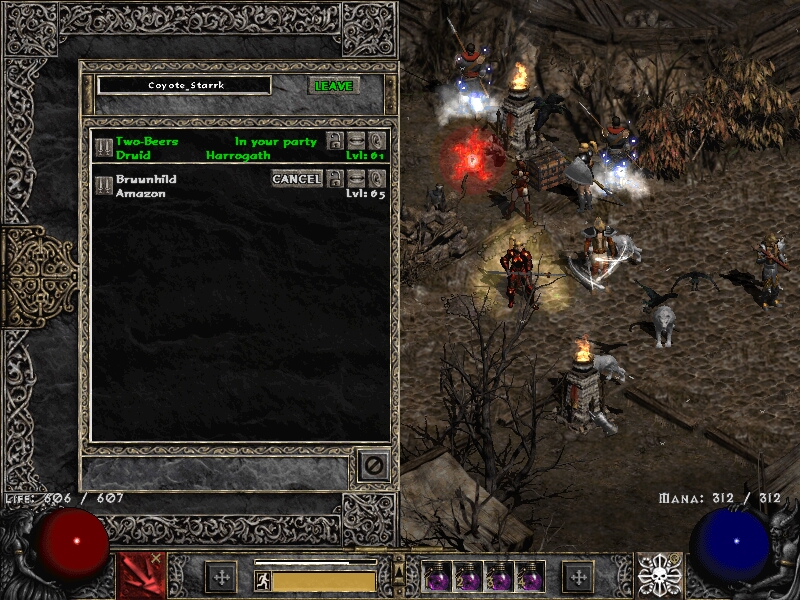 Coyote_Starrk LEAVE
Two-Beers In your party
Druid Harrogath Lvl: 61
Bruunhild CANCEL
Amazon Lvl: 65
Life: 606 / 607 Mana: 312 / 312